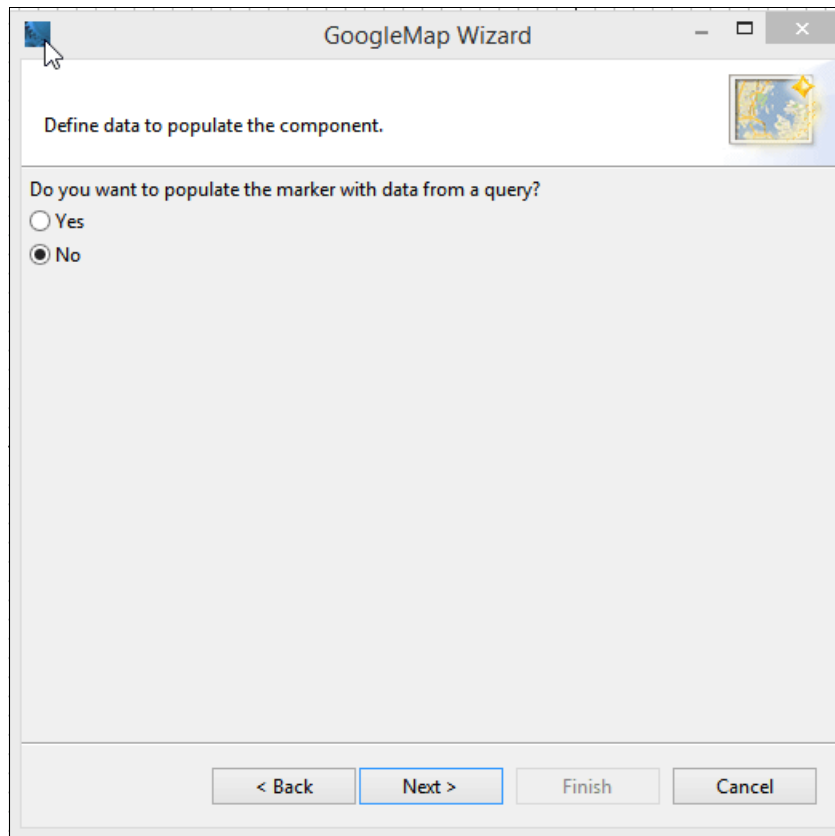 GoogleMap Wizard
Define data to populate the component.
Do you want to populate the marker with data from a query?
Yes
No
< Back Next > Finish Cancel